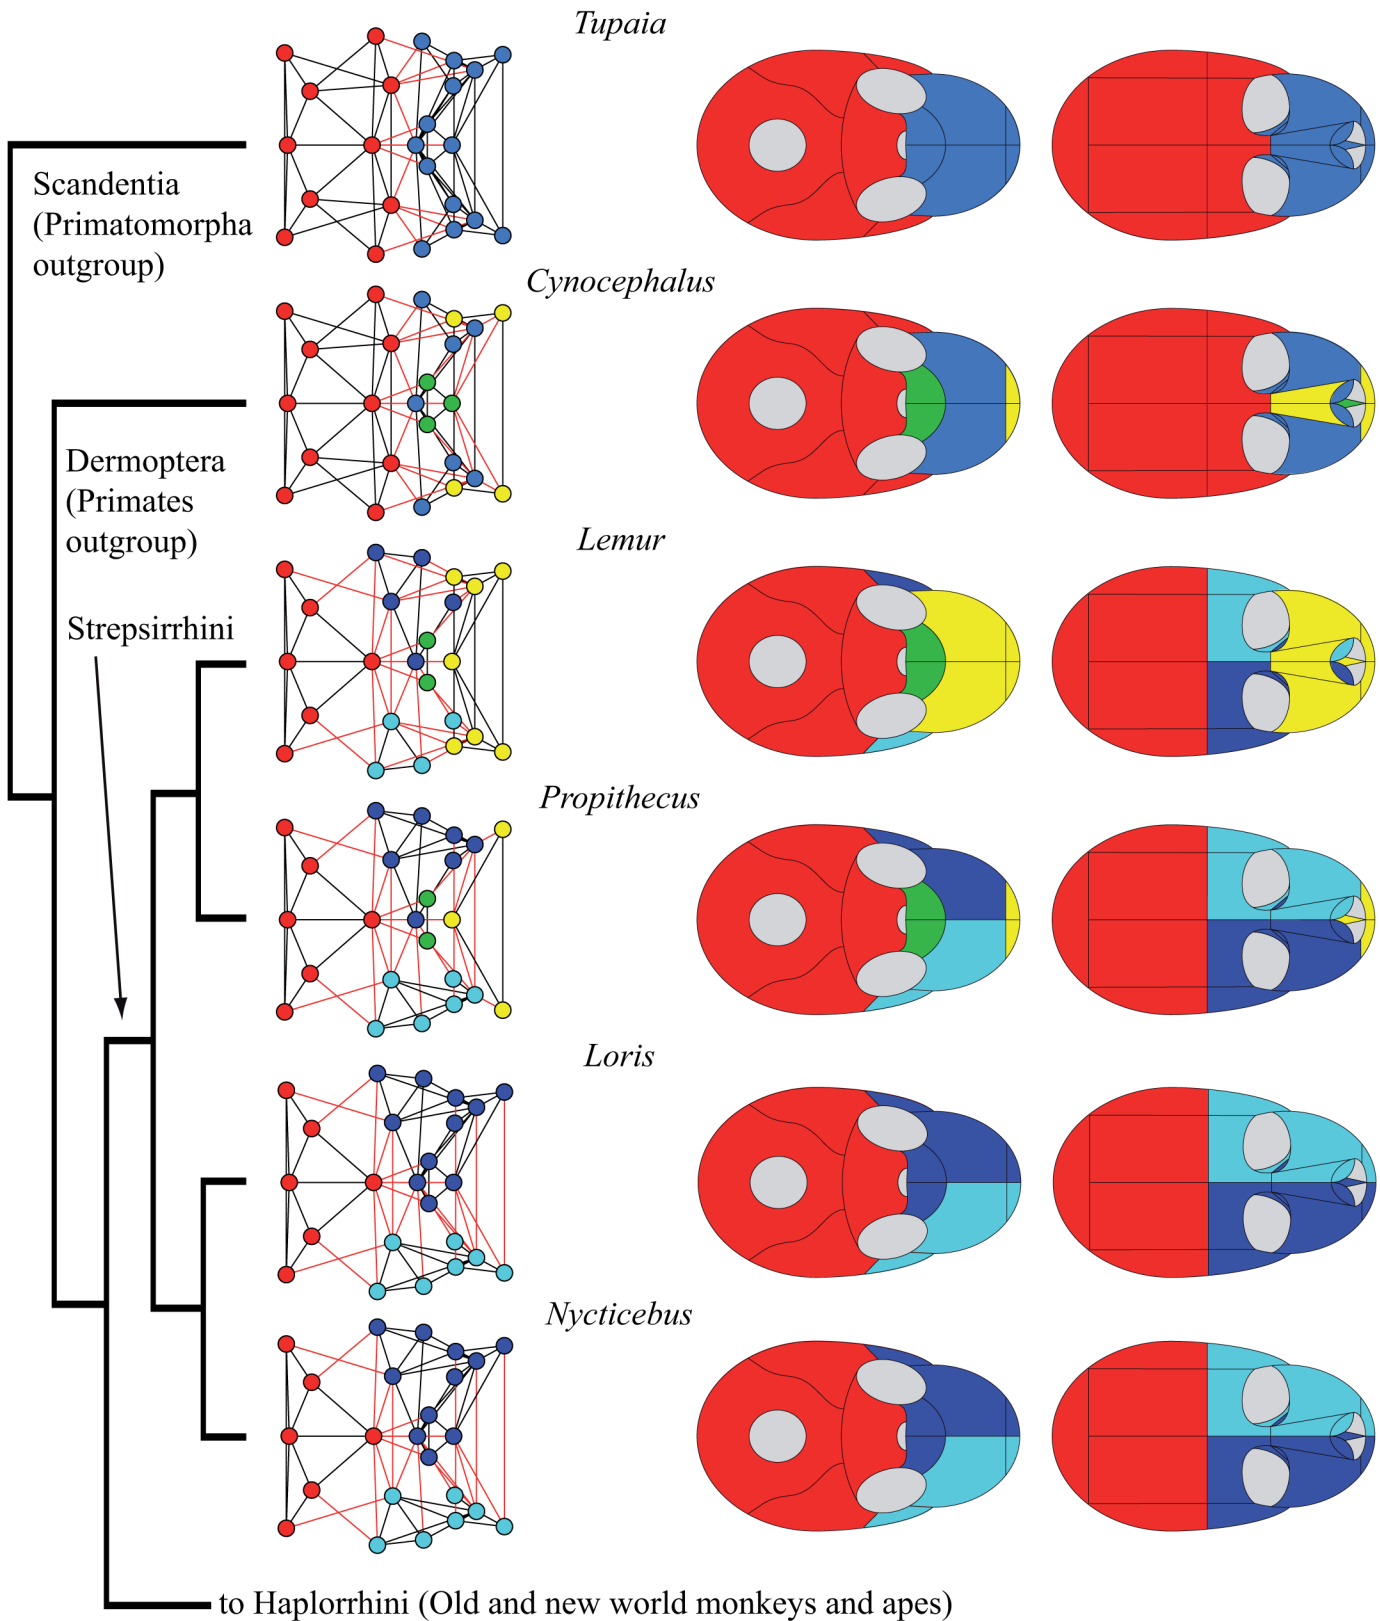 Tupaia
Scandentia
(Primatomorpha
outgroup)
Cynocephalus
Dermoptera
(Primates
outgroup)
Lemur
Strepsirrhini
Propithecus
Loris
Nycticebus
to Haplorrhini (Old and new world monkeys and apes)